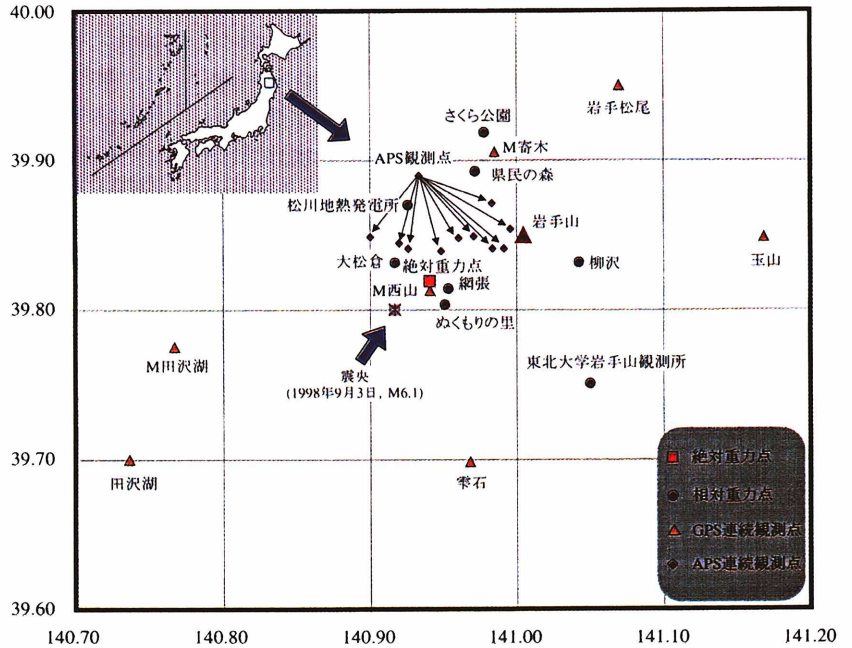 40.00
39.90
39.80
39.70
39.60
140.70
140.80
140.90
141.00
141.10
141.20
さくら公園
岩手松尾
M寄木
APS観測点
県民の森
松川地熱発電所
岩手山
大松倉
絶対重力点
柳沢
玉山
M西山
網張
ぬくもりの里
M田沢湖
震央
(1998年9月3日, M6.1)
東北大学岩手山観測所
田沢湖
雫石
絶対重力点
相対重力点
GPS連続観測点
APS連続観測点